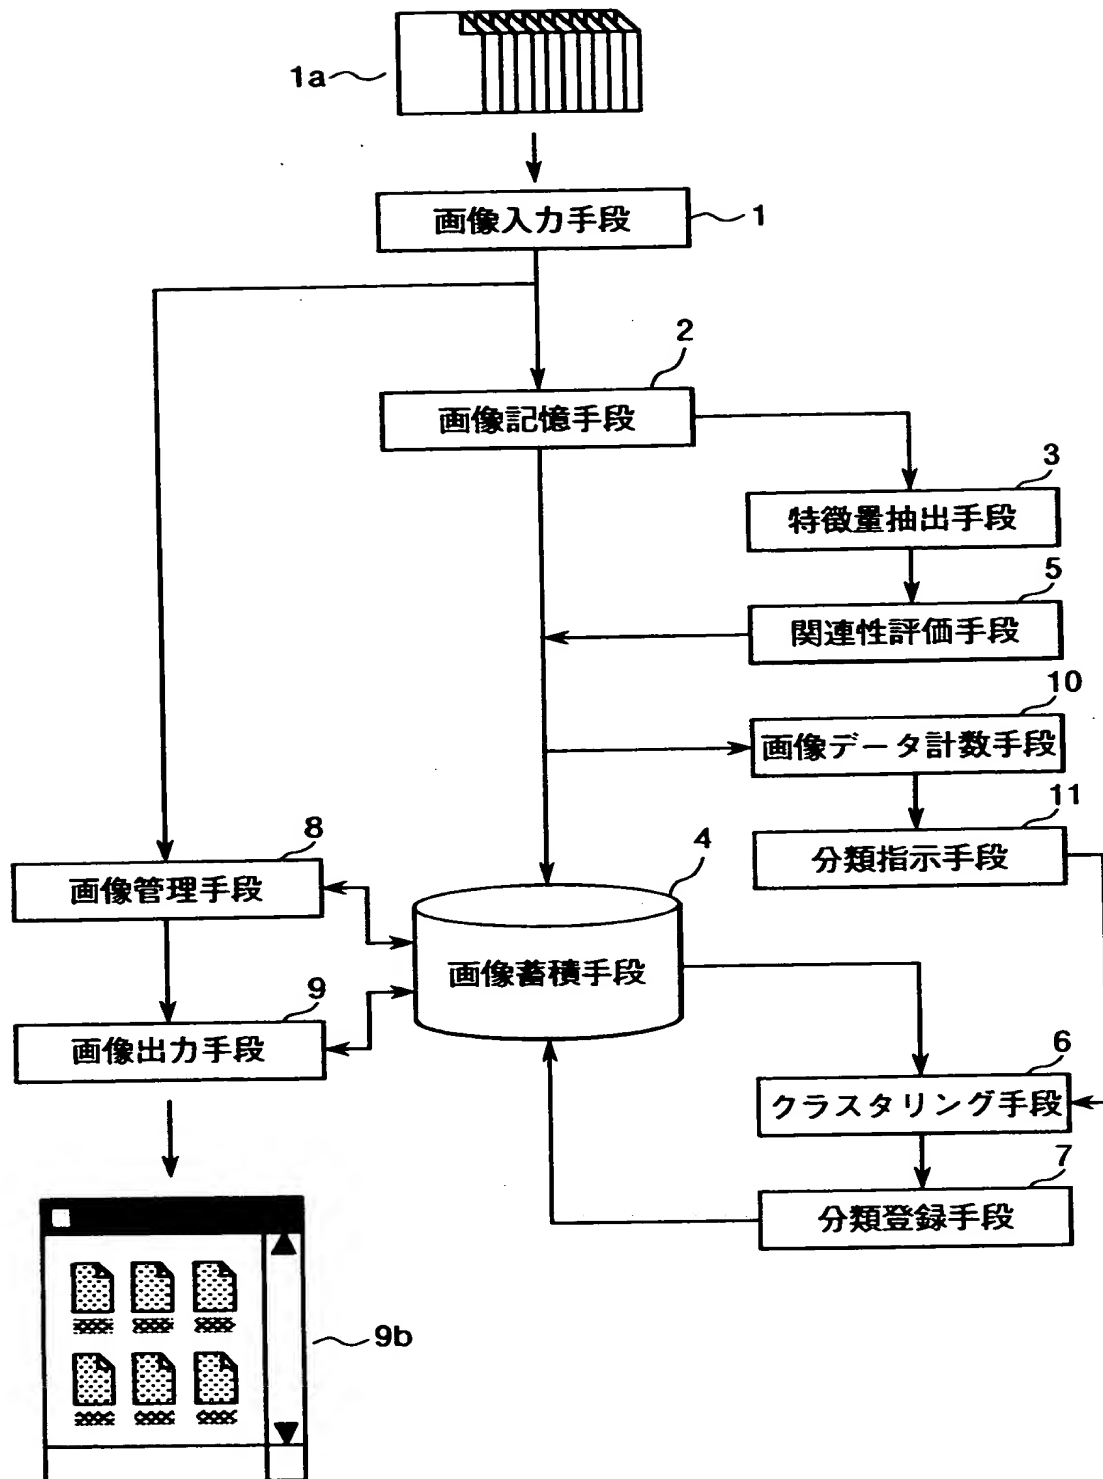 1a
画像入力手段
1
2
画像記憶手段
3
特徴量抽出手段
5
関連性評価手段
10
画像データ計数手段
11
分類指示手段
8
画像管理手段
4
画像蓄積手段
9
画像出力手段
6
クラスタリング手段
7
分類登録手段
9b